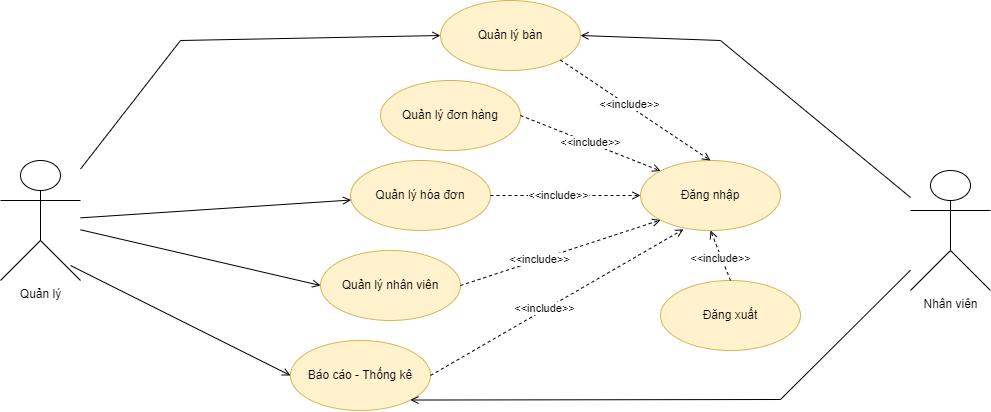 Quản lý bàn
<<include>>
Quản lý đơn hàng
<<include>>
Quản lý hóa đơn
<<include>>
Đăng nhập
Quản lý nhân viên
<<include>>
<<include>>
Quản lý
Nhân viên
<<include>>
Đăng xuất
Báo cáo - Thống kê